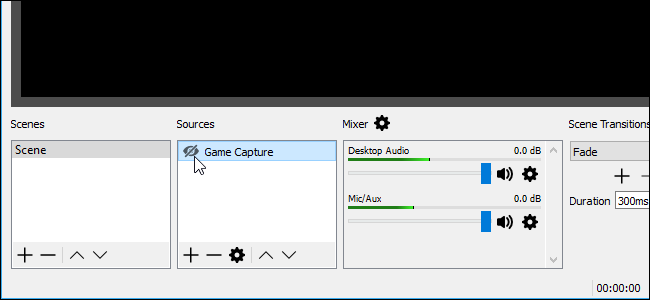 Scenes
Sources
Mixer
Scene Transitions
Scene
Game Capture
Desktop Audio 0.0 dB
Fade
Mic/Aux 0.0 dB
Duration 300ms
00:00:00